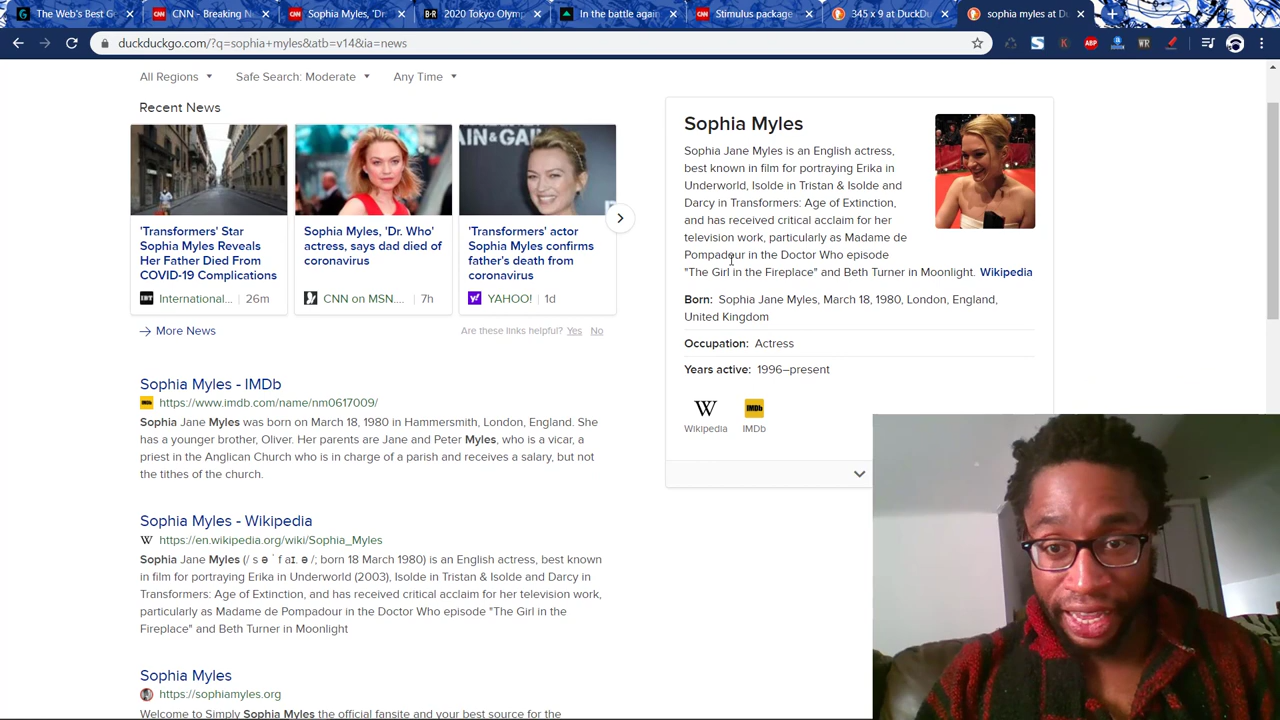 The Web's Best G
CNN - Breaking N
Sophia Myles, 'Dr.
2020 Tokyo Olymp
In the battle again
Stimulus package
345 x 9 at DuckDu
sophia myles at Du
duckduckgo.com/?q=sophia+myles&atb=v14&ia=news
All Regions
Safe Search: Moderate
Any Time
Recent News
AIN & GAI
'Transformers' Star
Sophia Myles Reveals
Her Father Died From
COVID-19 Complications
International...
26m
Sophia Myles, 'Dr. Who'
actress, says dad died of
coronavirus
CNN on MSN....
7h
'Transformers' actor
Sophia Myles confirms
father's death from
coronavirus
YAHOO!
1d
More News
Are these links helpful? Yes No
Sophia Myles - IMDb
https://www.imdb.com/name/nm0617009/
Sophia Jane Myles was born on March 18, 1980 in Hammersmith, London, England. She
has a younger brother, Oliver. Her parents are Jane and Peter Myles, who is a vicar, a
priest in the Anglican Church who is in charge of a parish and receives a salary, but not
the tithes of the church.
Sophia Myles - Wikipedia
https://en.wikipedia.org/wiki/Sophia_Myles
Sophia Jane Myles (/ s ə ˈ f aɪ. ə /; born 18 March 1980) is an English actress, best known
in film for portraying Erika in Underworld (2003), Isolde in Tristan & Isolde and Darcy in
Transformers: Age of Extinction, and has received critical acclaim for her television work,
particularly as Madame de Pompadour in the Doctor Who episode "The Girl in the
Fireplace" and Beth Turner in Moonlight
Sophia Myles
https://sophiamyles.org
Welcome to Simply Sophia Myles the official fansite and your best source for the
Sophia Myles
Sophia Jane Myles is an English actress,
best known in film for portraying Erika in
Underworld, Isolde in Tristan & Isolde and
Darcy in Transformers: Age of Extinction,
and has received critical acclaim for her
television work, particularly as Madame de
Pompadour in the Doctor Who episode
"The Girl in the Fireplace" and Beth Turner in Moonlight. Wikipedia
Born: Sophia Jane Myles, March 18, 1980, London, England,
United Kingdom
Occupation: Actress
Years active: 1996–present
Wikipedia
IMDb